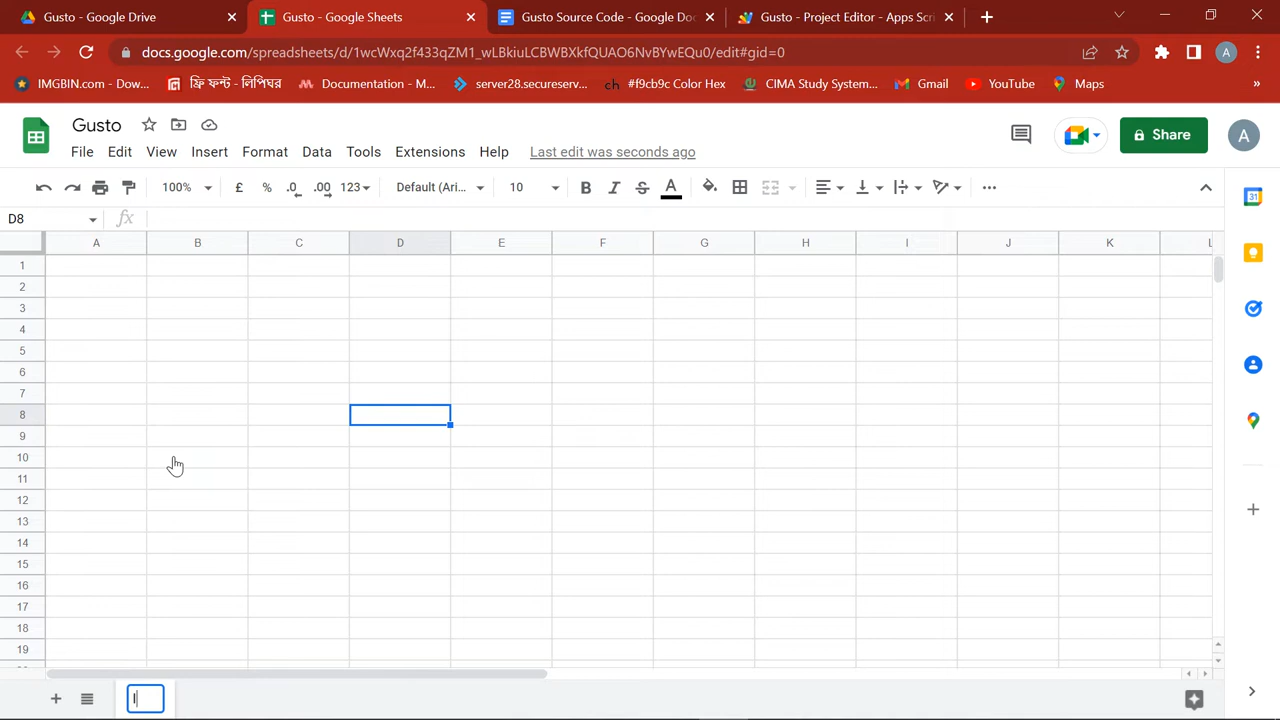 Gusto - Google Drive
Gusto - Google Sheets
Gusto Source Code - Google Doc
Gusto - Project Editor - Apps Scri
docs.google.com/spreadsheets/d/1wcWxq2f433qZM1_wLBkiuLCBWBXkfQUAO6NvBYwEQu0/edit#gid=0
A
IMGBIN.com - Dow...
ফ্রি ফন্ট - লিপিঘর
Documentation - M...
server28.secureserv...
ch #f9cb9c Color Hex
CIMA Study System...
Gmail
YouTube
Maps
»
Gusto
Share
A
File Edit View Insert Format Data Tools Extensions Help Last edit was seconds ago
100% £ % .0 .00 123 Default (Ari... 10 B I S A
31
D8 fx
A B C D E F G H I J K L
1
2
3
4
5
6
7
8
9
10
11
12
13
14
15
16
17
18
19
I